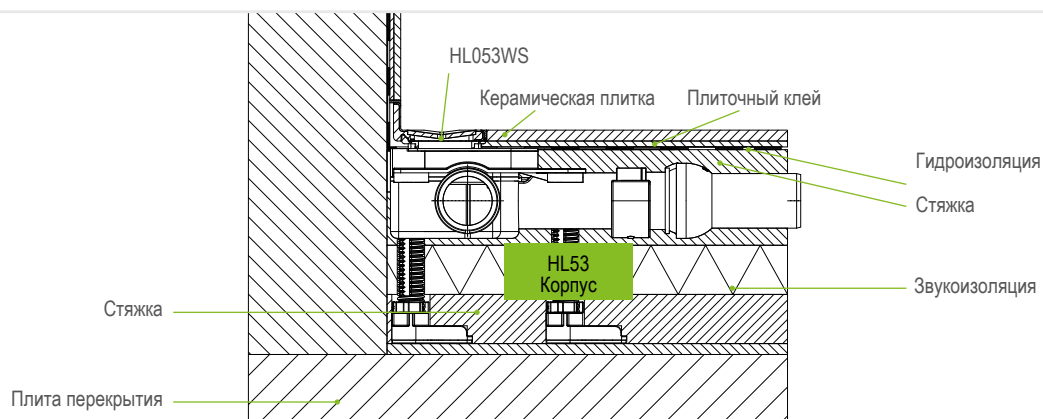 HL053WS
Керамическая плитка
Плиточный клей
Гидроизоляция
Стяжка
HL53
Корпус
Звукоизоляция
Стяжка
Плита перекрытия